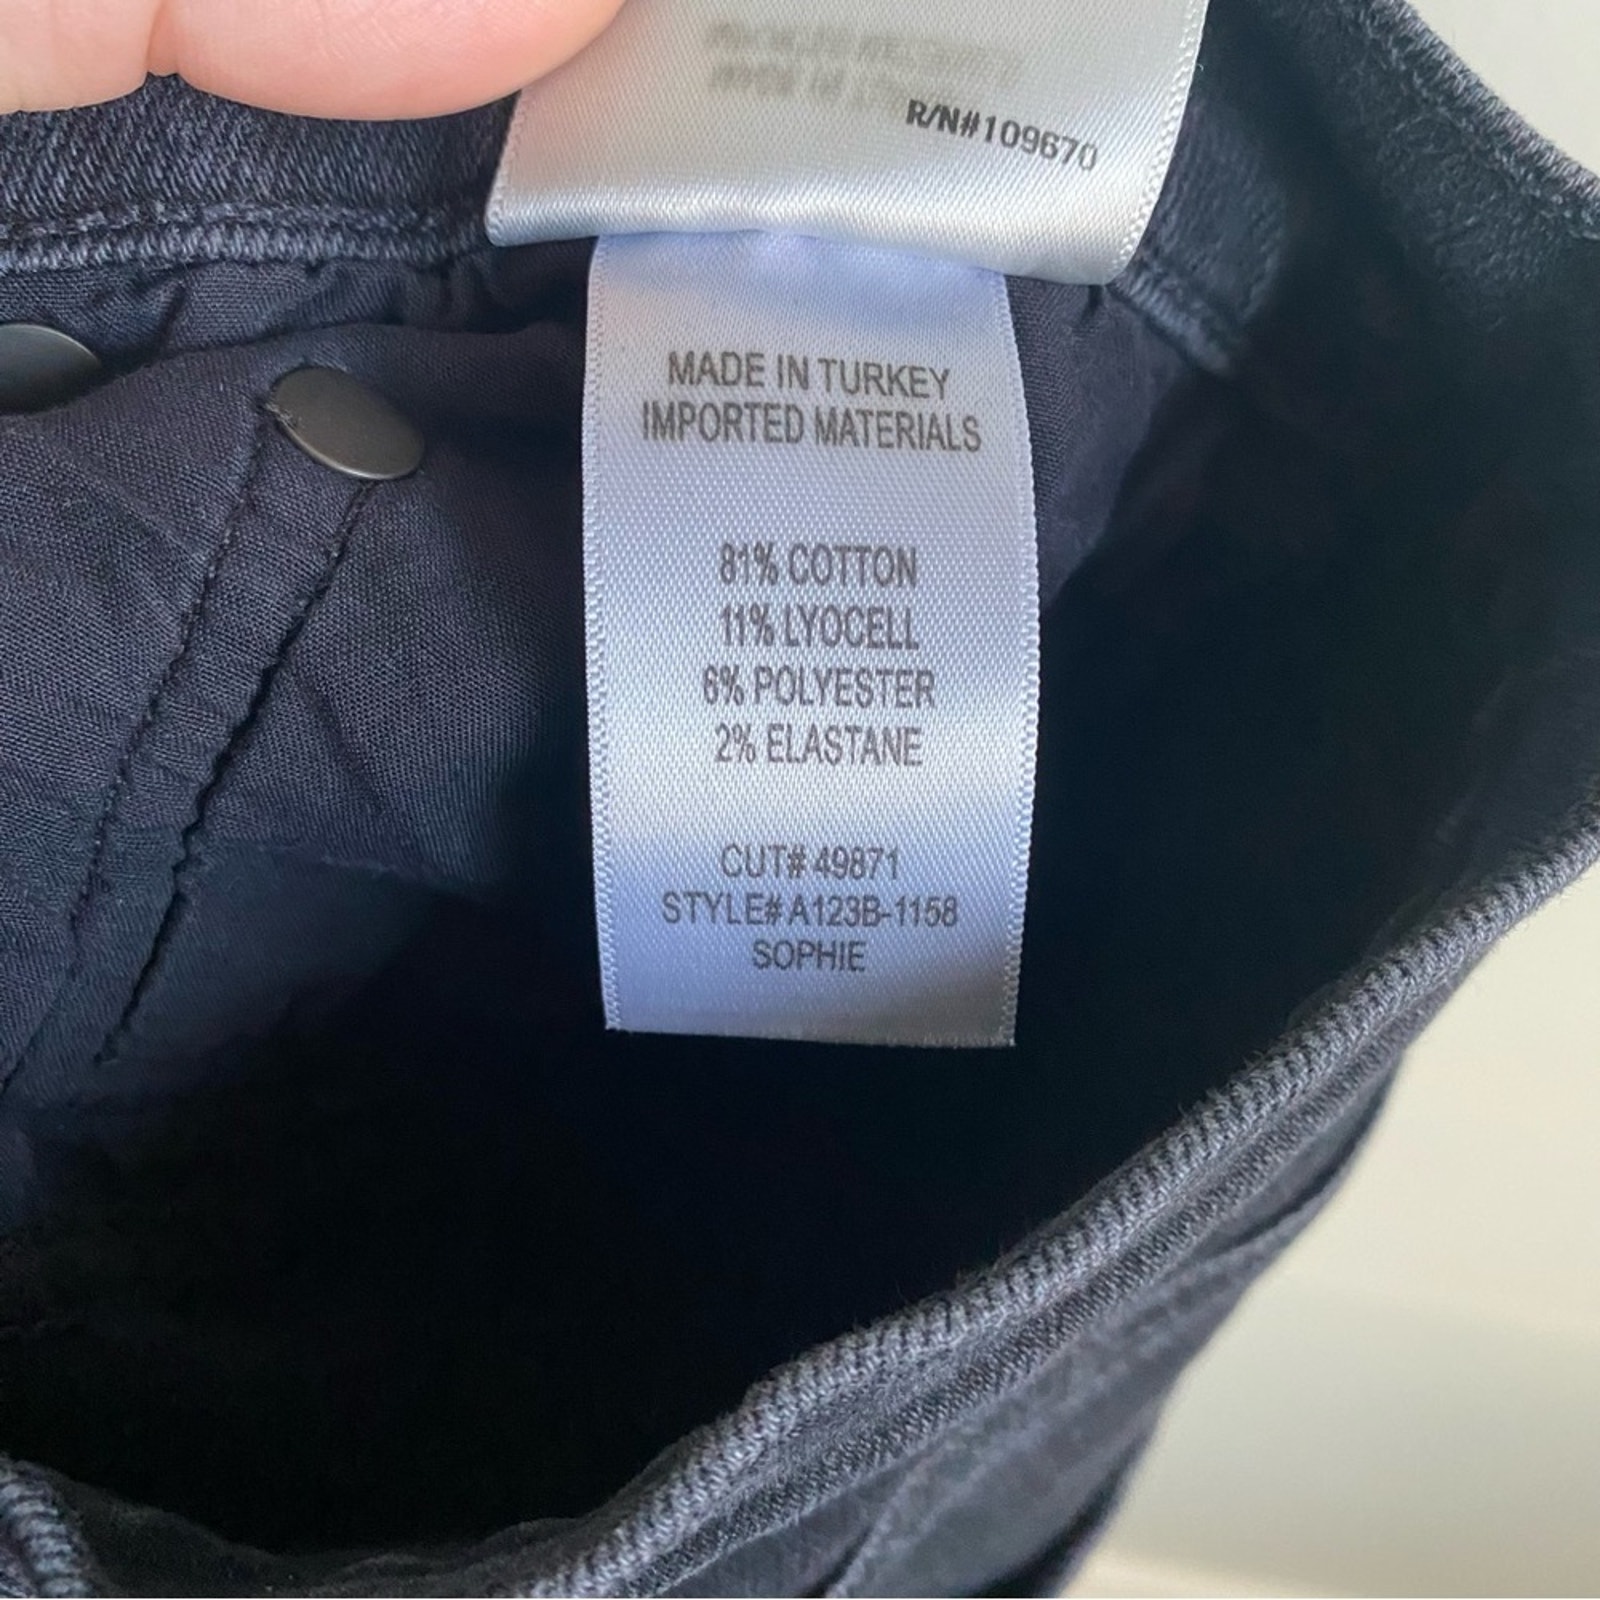 R/N#109670
MADE IN TURKEY
IMPORTED MATERIALS
81% COTTON
11% LYOCELL
6% POLYESTER
2% ELASTANE
CUT# 49871
STYLE# A123B-1158
SOPHIE